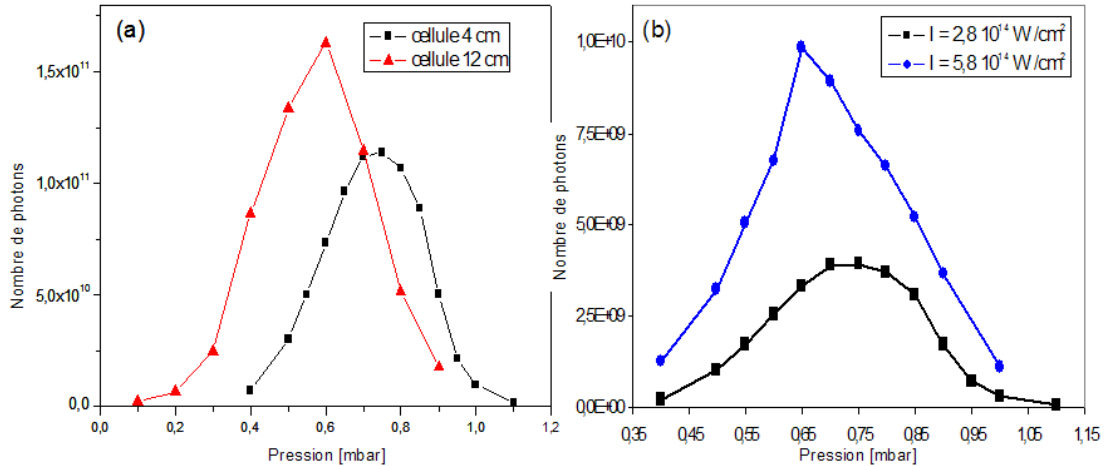 (a)
cellule 4 cm
cellule 12 cm
1,5x10¹¹
1,0x10¹¹
5,0x10¹⁰
0,0
0,0 0,2 0,4 0,6 0,8 1,0 1,2
Nombre de photons
Pression [mbar]
(b)
I = 2,8 10¹⁴ W/cm²
I = 5,8 10¹⁴ W/cm²
1,0E+10
7,5E+09
5,0E+09
2,5E+09
0,0E+00
0,35 0,45 0,55 0,65 0,75 0,85 0,95 1,05 1,15
Nombre de photons
Pression [mbar]